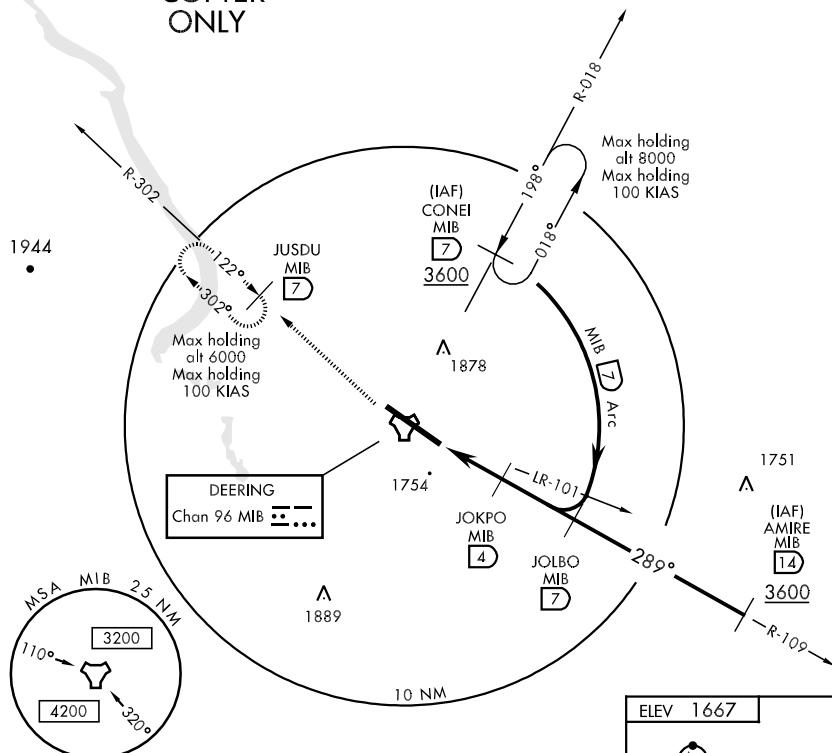 COPTER
ONLY
R-018
Max holding
alt 8000
Max holding
100 KIAS
198°
018°
(IAF)
CONEI
MIB
7
3600
R-302
1944
122°
302°
JUSDU
MIB
7
Max holding
alt 6000
Max holding
100 KIAS
1878
MIB 7 Arc
DEERING
Chan 96 MIB
1754
LR-101
1751
JOKPO
MIB
4
JOLBO
MIB
7
289°
(IAF)
AMIRE
MIB
14
3600
R-109
1889
10 NM
MSA MIB 25 NM
3200
110°
4200
320°
ELEV 1667